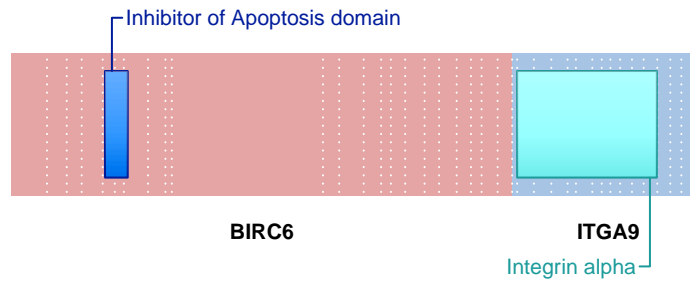 Inhibitor of Apoptosis domain
BIRC6
ITGA9
Integrin alpha